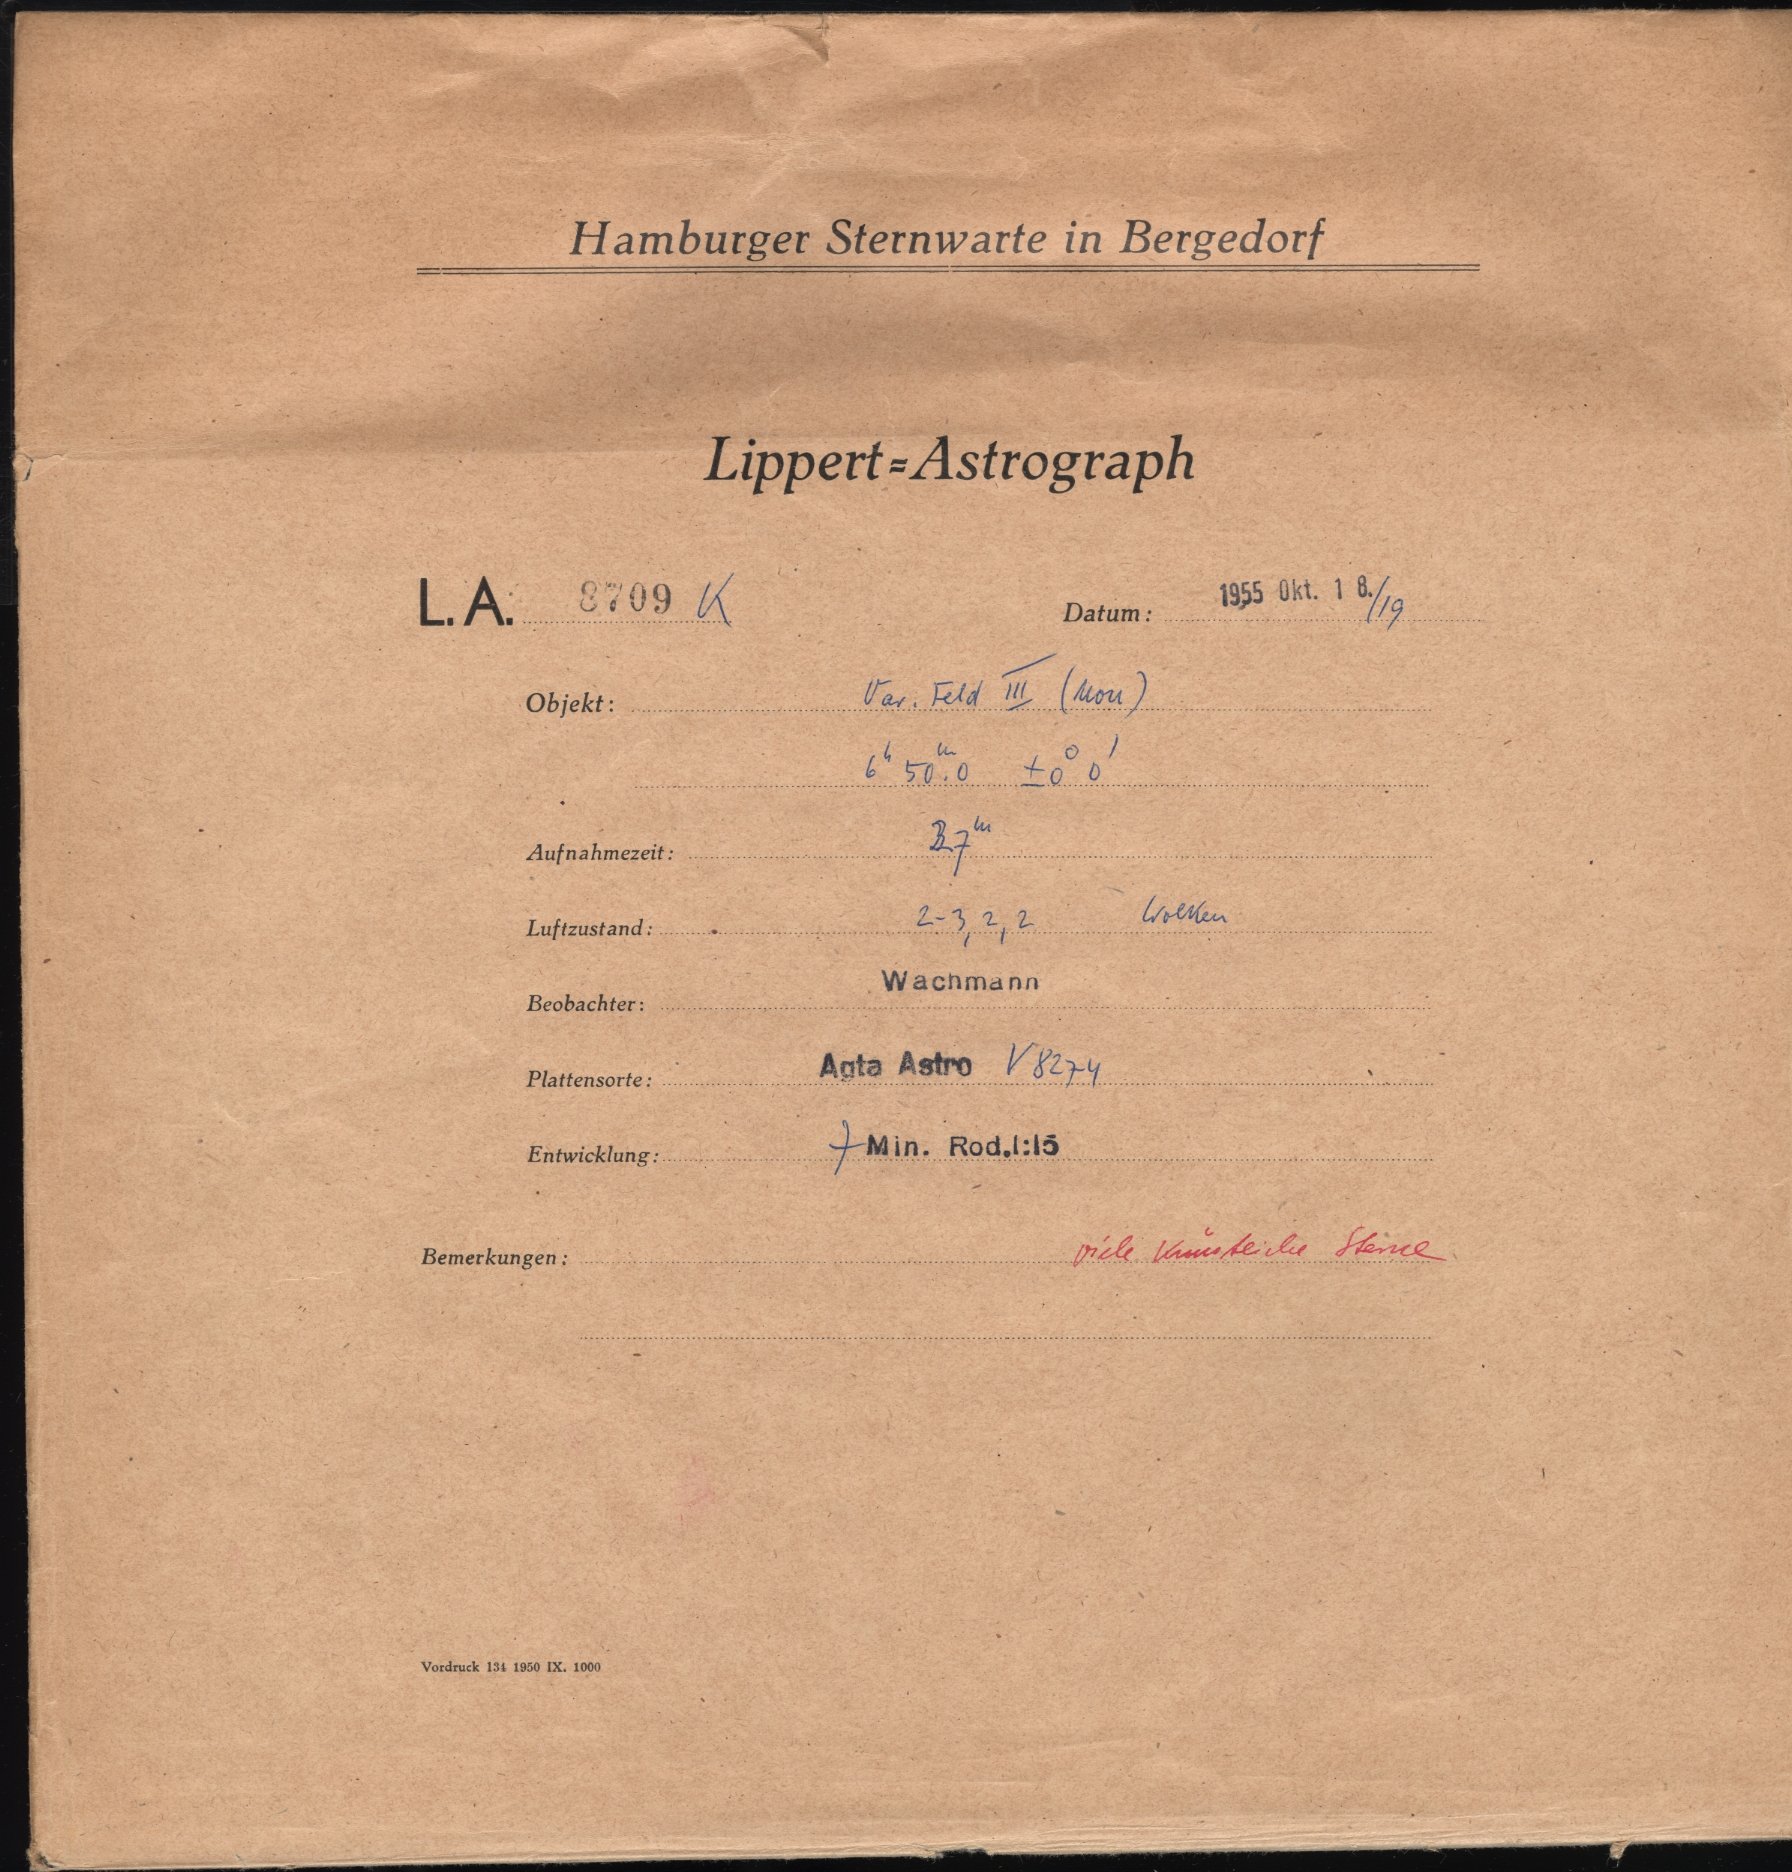 Hamburger Sternwarte in Bergedorf
Lippert=Astrograph
L. A. 8709 K
Datum: 1955 Okt. 18./19
Objekt: Var. Feld III (Mon)
6h 50m.0 ±0° 0'
Aufnahmezeit: 27m
Luftzustand: 2-3, 2, 2 Wolken
Beobachter: Wachmann
Plattensorte: Agfa Astro V 8274
Entwicklung: 7 Min. Rod. 1:15
Bemerkungen: viele künstliche Sterne
Vordruck 134 1950 IX. 1000